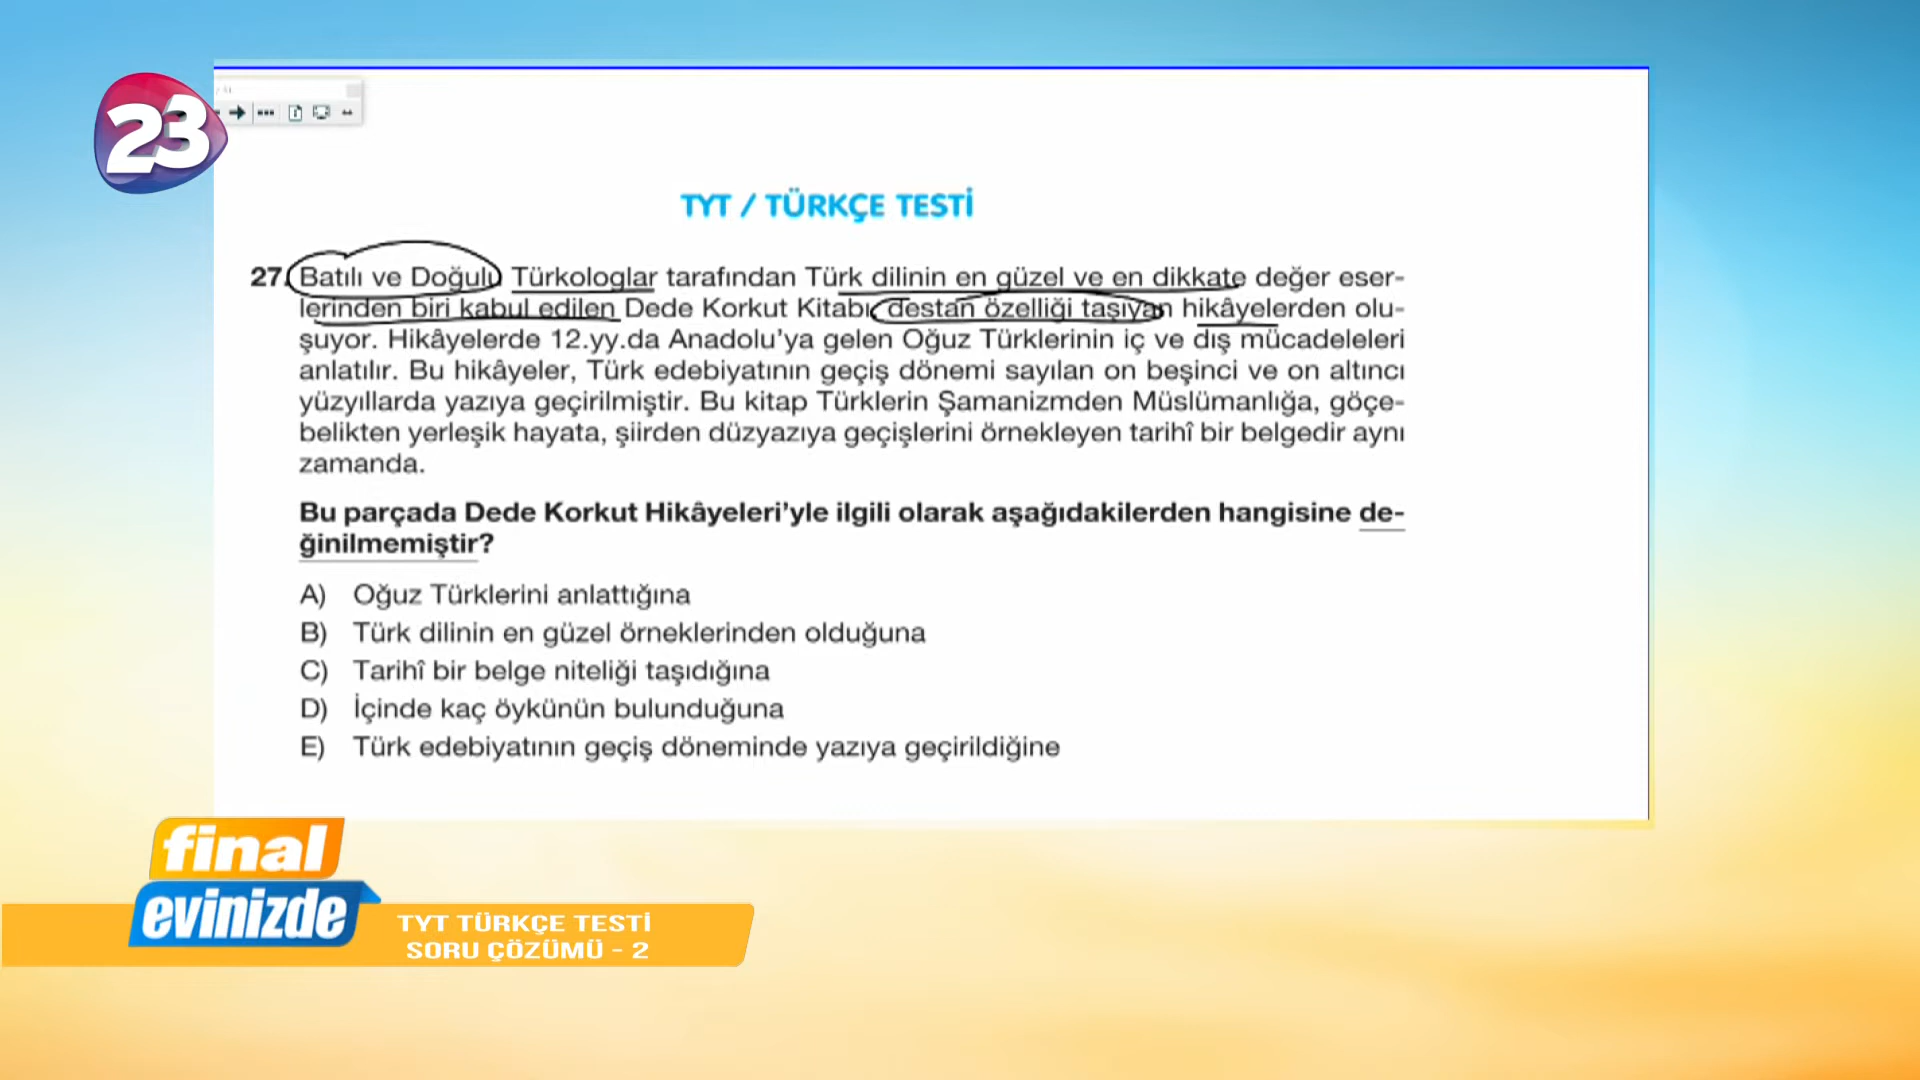 23
TYT / TÜRKÇE TESTİ
27. Batılı ve Doğulu Türkologlar tarafından Türk dilinin en güzel ve en dikkate değer eser-
lerinden biri kabul edilen Dede Korkut Kitabı, destan özelliği taşıyan hikâyelerden olu-
şuyor. Hikâyelerde 12.yy.da Anadolu'ya gelen Oğuz Türklerinin iç ve dış mücadeleleri
anlatılır. Bu hikâyeler, Türk edebiyatının geçiş dönemi sayılan on beşinci ve on altıncı
yüzyıllarda yazıya geçirilmiştir. Bu kitap Türklerin Şamanizmden Müslümanlığa, göçe-
belikten yerleşik hayata, şiirden düzyazıya geçişlerini örnekleyen tarihî bir belgedir aynı
zamanda.
Bu parçada Dede Korkut Hikâyeleri'yle ilgili olarak aşağıdakilerden hangisine de-
ğinilmemiştir?
A) Oğuz Türklerini anlattığına
B) Türk dilinin en güzel örneklerinden olduğuna
C) Tarihî bir belge niteliği taşıdığına
D) İçinde kaç öykünün bulunduğuna
E) Türk edebiyatının geçiş döneminde yazıya geçirildiğine
final
evinizde
TYT TÜRKÇE TESTİ
SORU ÇÖZÜMÜ - 2